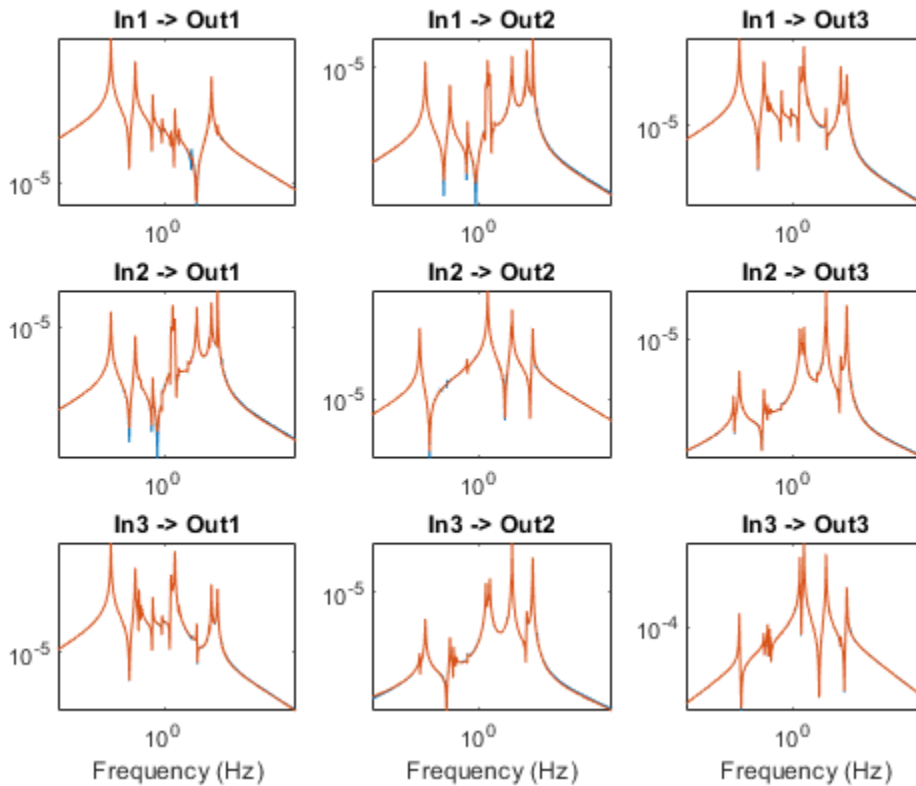 In1 -> Out1
In1 -> Out2
In1 -> Out3
10^-5
10^-5
10^-5
10^0
10^0
10^0
In2 -> Out1
In2 -> Out2
In2 -> Out3
10^-5
10^-5
10^-5
10^0
10^0
10^0
In3 -> Out1
In3 -> Out2
In3 -> Out3
10^-5
10^-5
10^-4
10^0
10^0
10^0
Frequency (Hz)
Frequency (Hz)
Frequency (Hz)